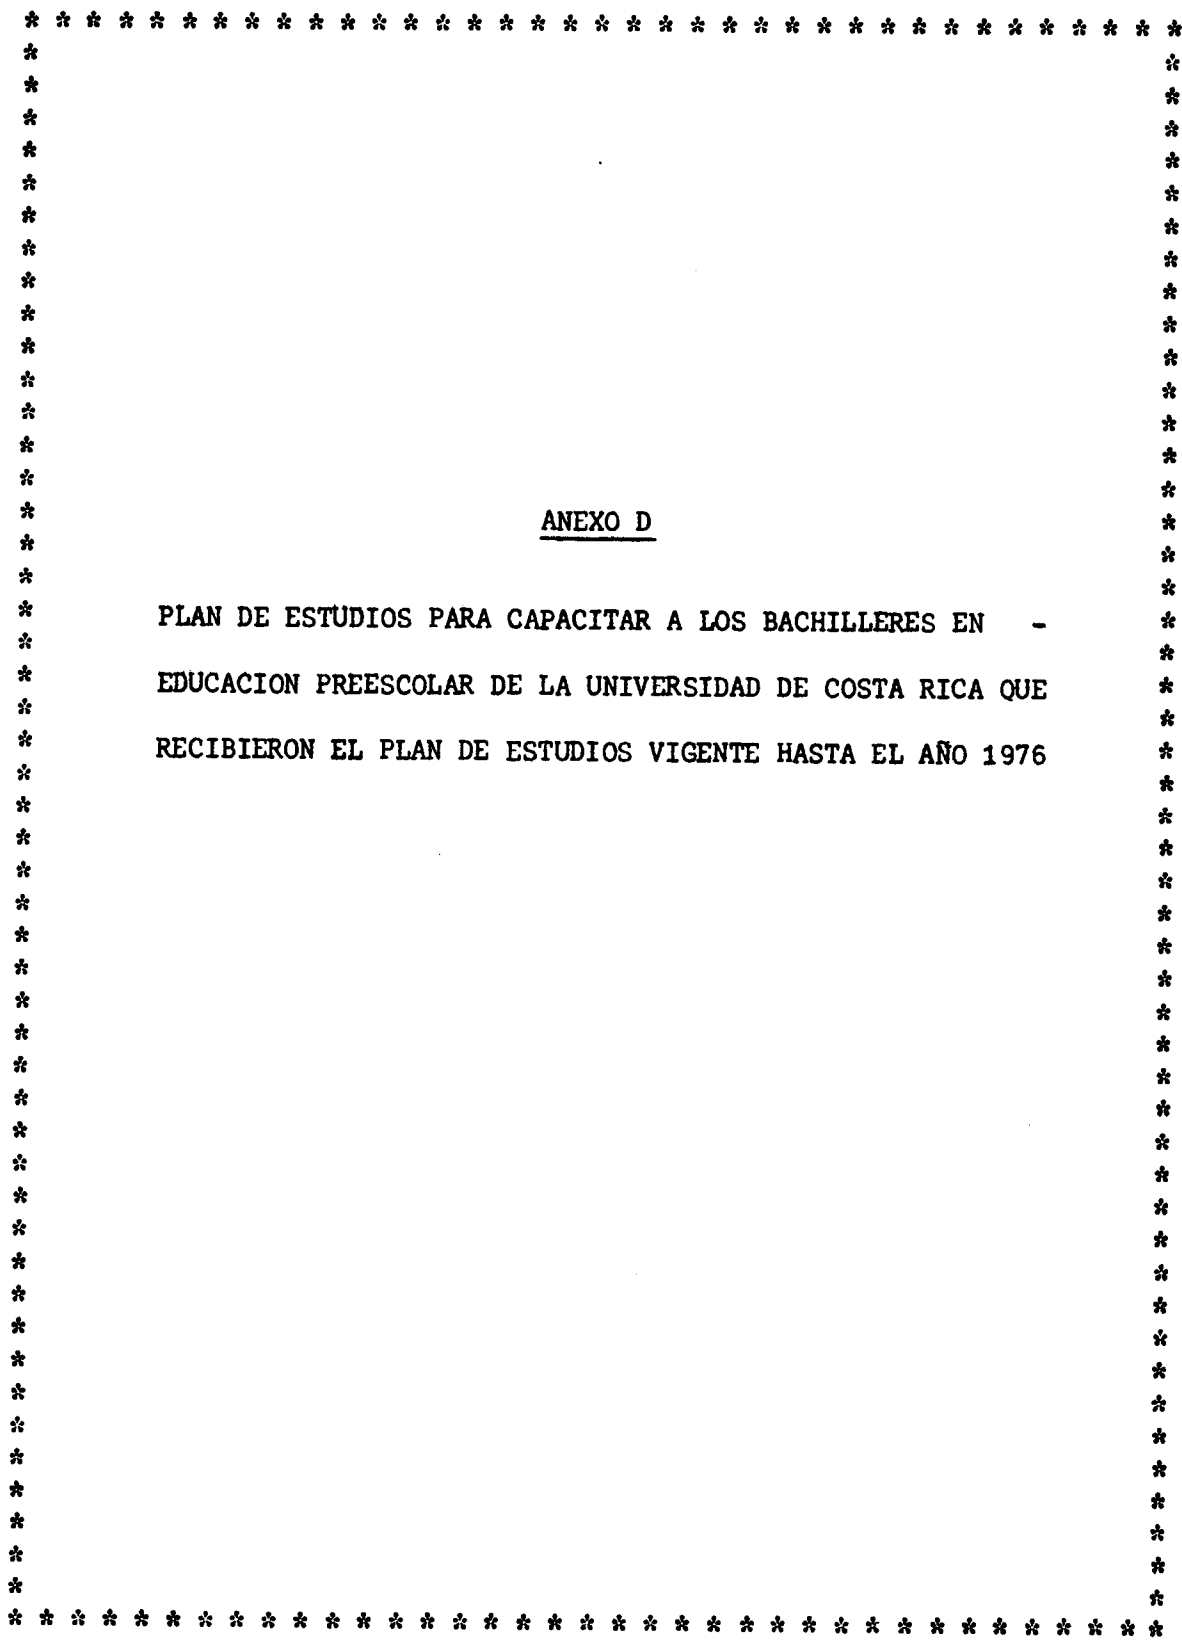 ANEXO D
PLAN DE ESTUDIOS PARA CAPACITAR A LOS BACHILLERES EN -
EDUCACION PREESCOLAR DE LA UNIVERSIDAD DE COSTA RICA QUE
RECIBIERON EL PLAN DE ESTUDIOS VIGENTE HASTA EL AÑO 1976